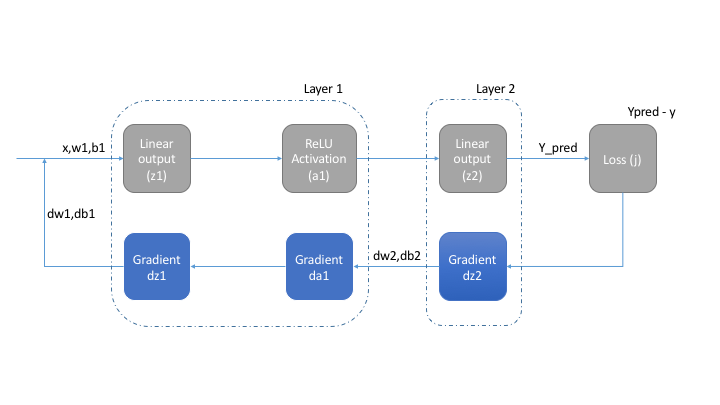 Layer 1
Layer 2
Ypred - y
x,w1,b1
Linear
output
(z1)
ReLU
Activation
(a1)
Linear
output
(z2)
Y_pred
Loss (j)
dw1,db1
Gradient
dz1
Gradient
da1
dw2,db2
Gradient
dz2